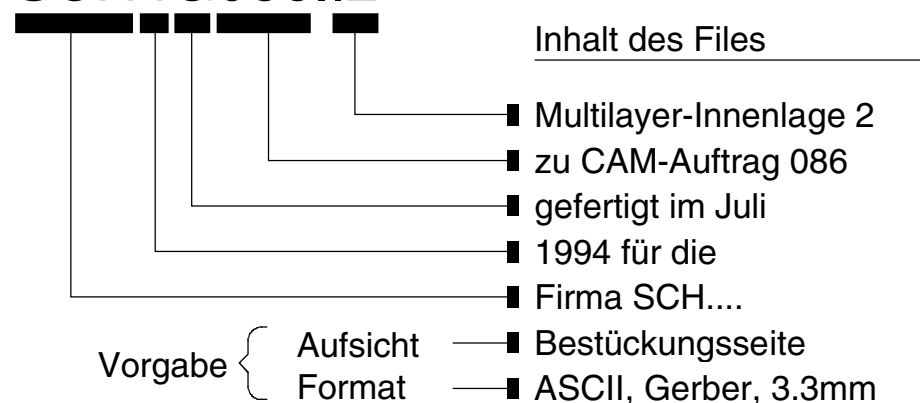 Inhalt des Files
Multilayer-Innenlage 2
zu CAM-Auftrag 086
gefertigt im Juli
1994 für die
Firma SCH....
Vorgabe
Aufsicht
Bestückungsseite
Format
ASCII, Gerber, 3.3mm